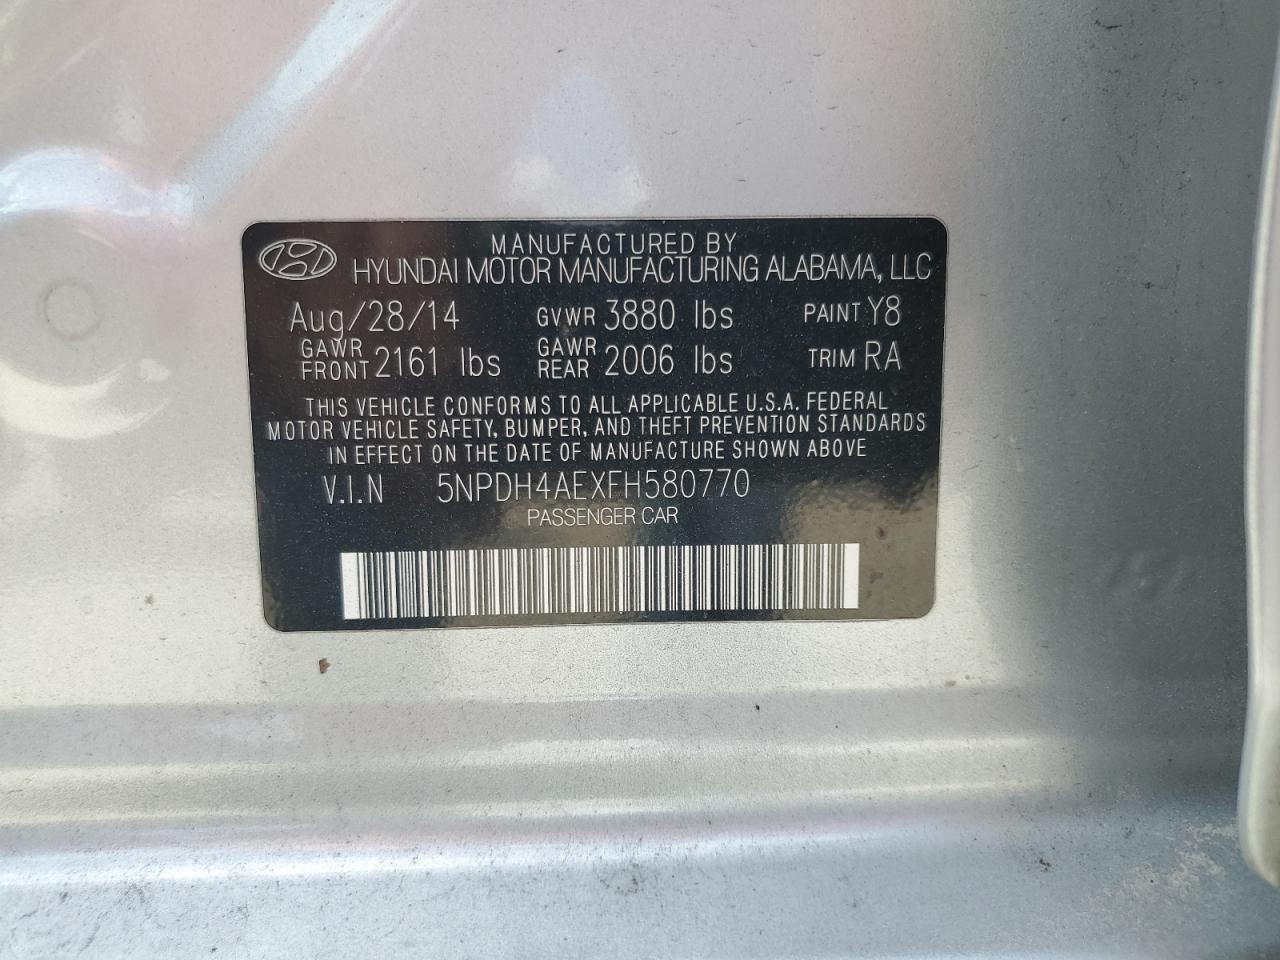 MANUFACTURED BY
HYUNDAI MOTOR MANUFACTURING ALABAMA, LLC
Aug/28/14 GVWR 3880 lbs PAINT Y8
GAWR FRONT 2161 lbs GAWR REAR 2006 lbs TRIM RA
THIS VEHICLE CONFORMS TO ALL APPLICABLE U.S.A. FEDERAL
MOTOR VEHICLE SAFETY, BUMPER, AND THEFT PREVENTION STANDARDS
IN EFFECT ON THE DATE OF MANUFACTURE SHOWN ABOVE
V.I.N 5NPDH4AEXFH580770
PASSENGER CAR